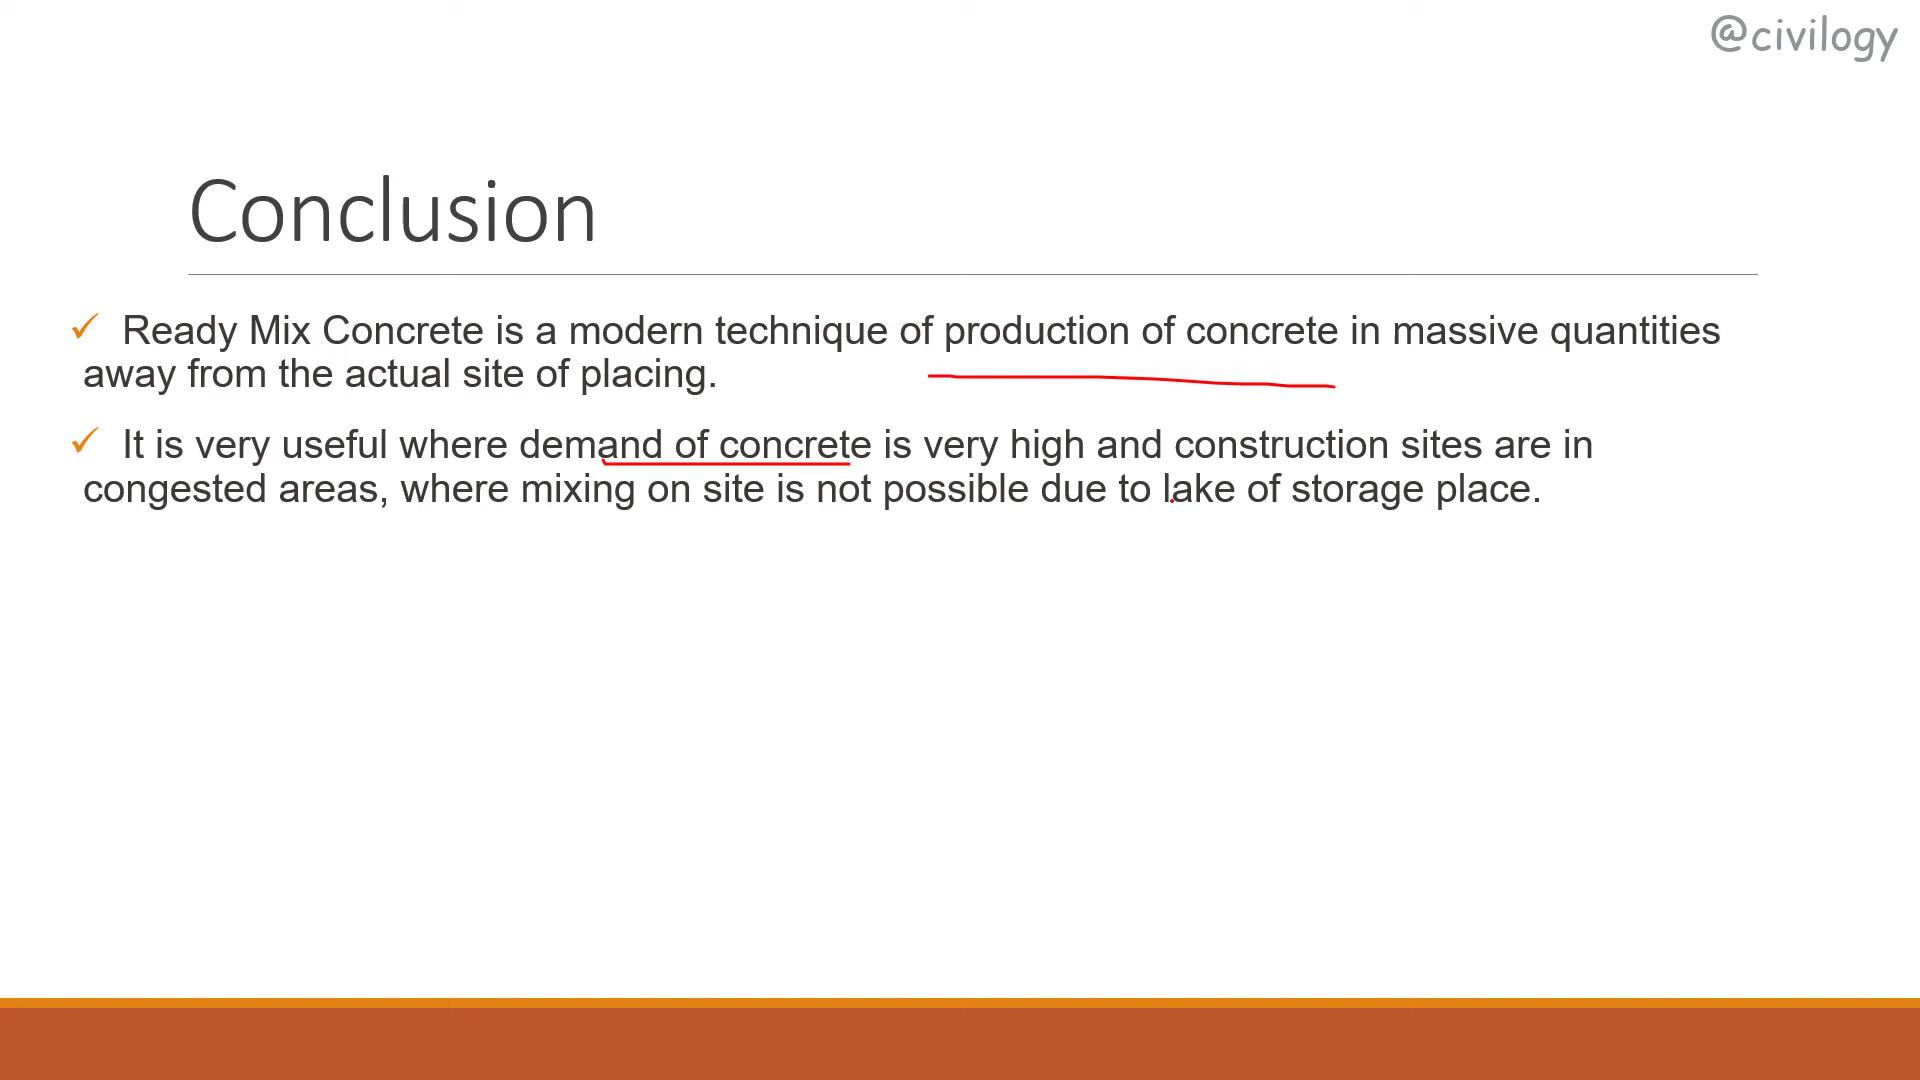 @civilogy
Conclusion
✓ Ready Mix Concrete is a modern technique of production of concrete in massive quantities
away from the actual site of placing.
✓ It is very useful where demand of concrete is very high and construction sites are in
congested areas, where mixing on site is not possible due to lake of storage place.